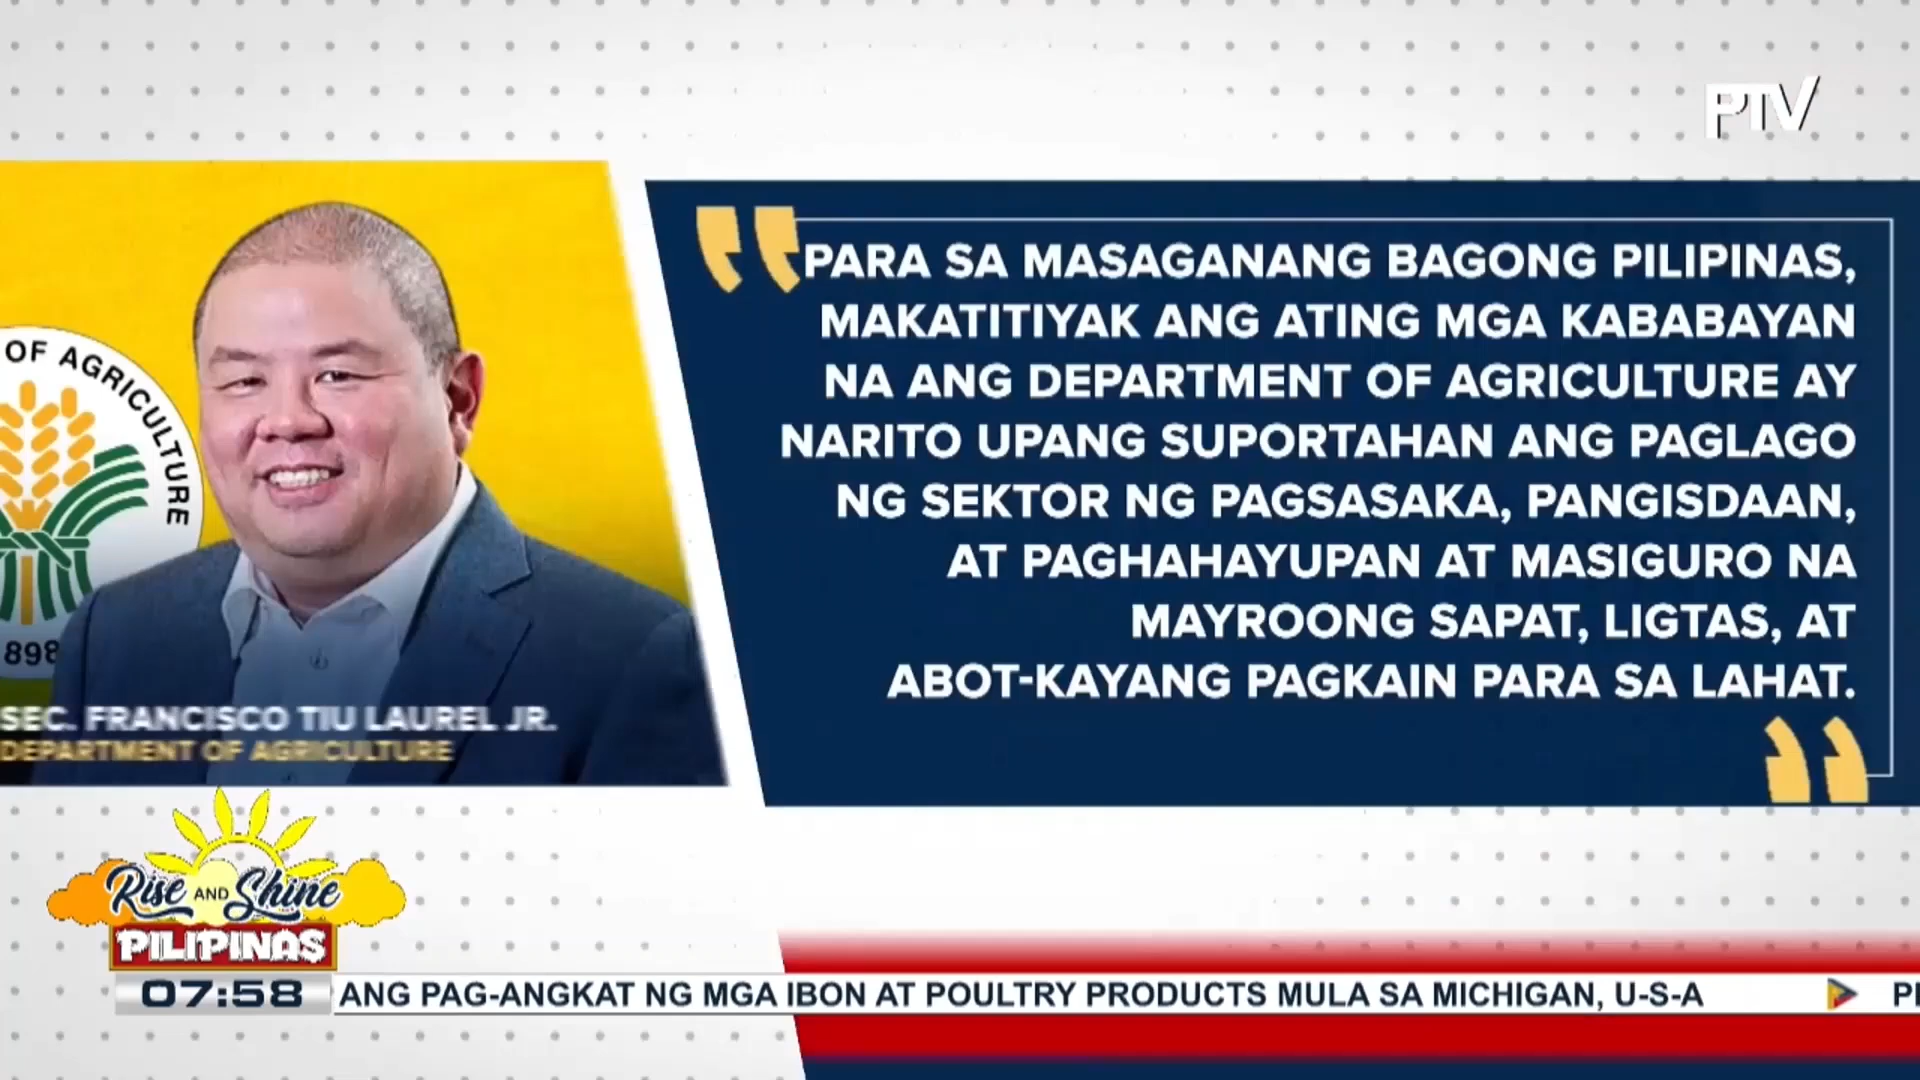 PTV
PARA SA MASAGANANG BAGONG PILIPINAS,
MAKATITIYAK ANG ATING MGA KABABAYAN
NA ANG DEPARTMENT OF AGRICULTURE AY
NARITO UPANG SUPORTAHAN ANG PAGLAGO
NG SEKTOR NG PAGSASAKA, PANGISDAAN,
AT PAGHAHAYUPAN AT MASIGURO NA
MAYROONG SAPAT, LIGTAS, AT
ABOT-KAYANG PAGKAIN PARA SA LAHAT.
OF AGRICULTURE
898
SEC. FRANCISCO TIU LAUREL JR.
DEPARTMENT OF AGRICULTURE
Rise AND Shine
PILIPINAS
07:58
ANG PAG-ANGKAT NG MGA IBON AT POULTRY PRODUCTS MULA SA MICHIGAN, U-S-A